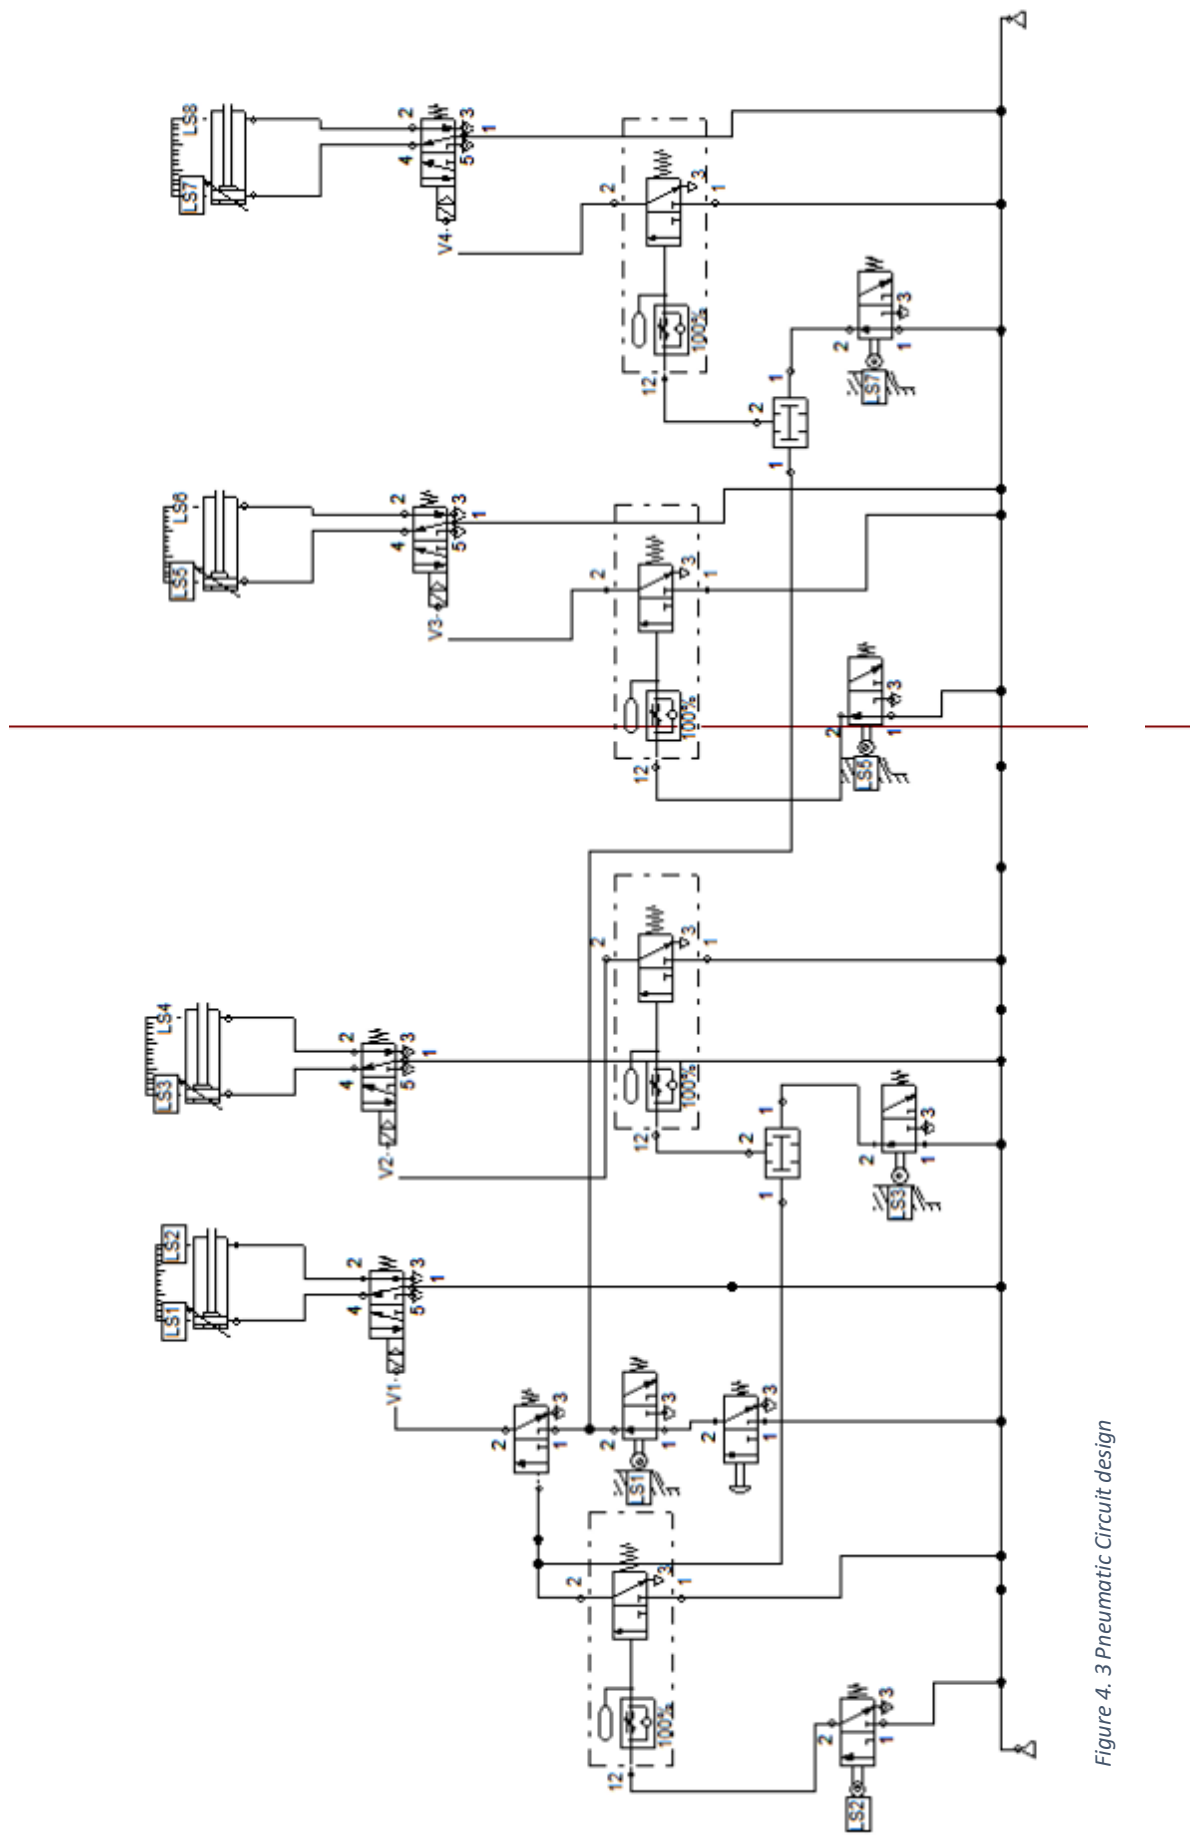 LS1 LS2 LS3 LS4 LS5 LS6 LS7 LS8
4 2 4 2 4 2 4 2
V1 V2 V3 V4
5 1 3 5 1 3 5 1 3 5 1 3
2 1 3
2 2 2 2
12 12 12 12
100% 3 100% 3 100% 3 100% 3
1 1 1 1
LS1 2 1 3
2 1 3
2 2
1 1 1 1
LS2 2 1 3
LS3 2 1 3
LS5 2 1 3
LS7 2 1 3
Figure 4. 3 Pneumatic Circuit design